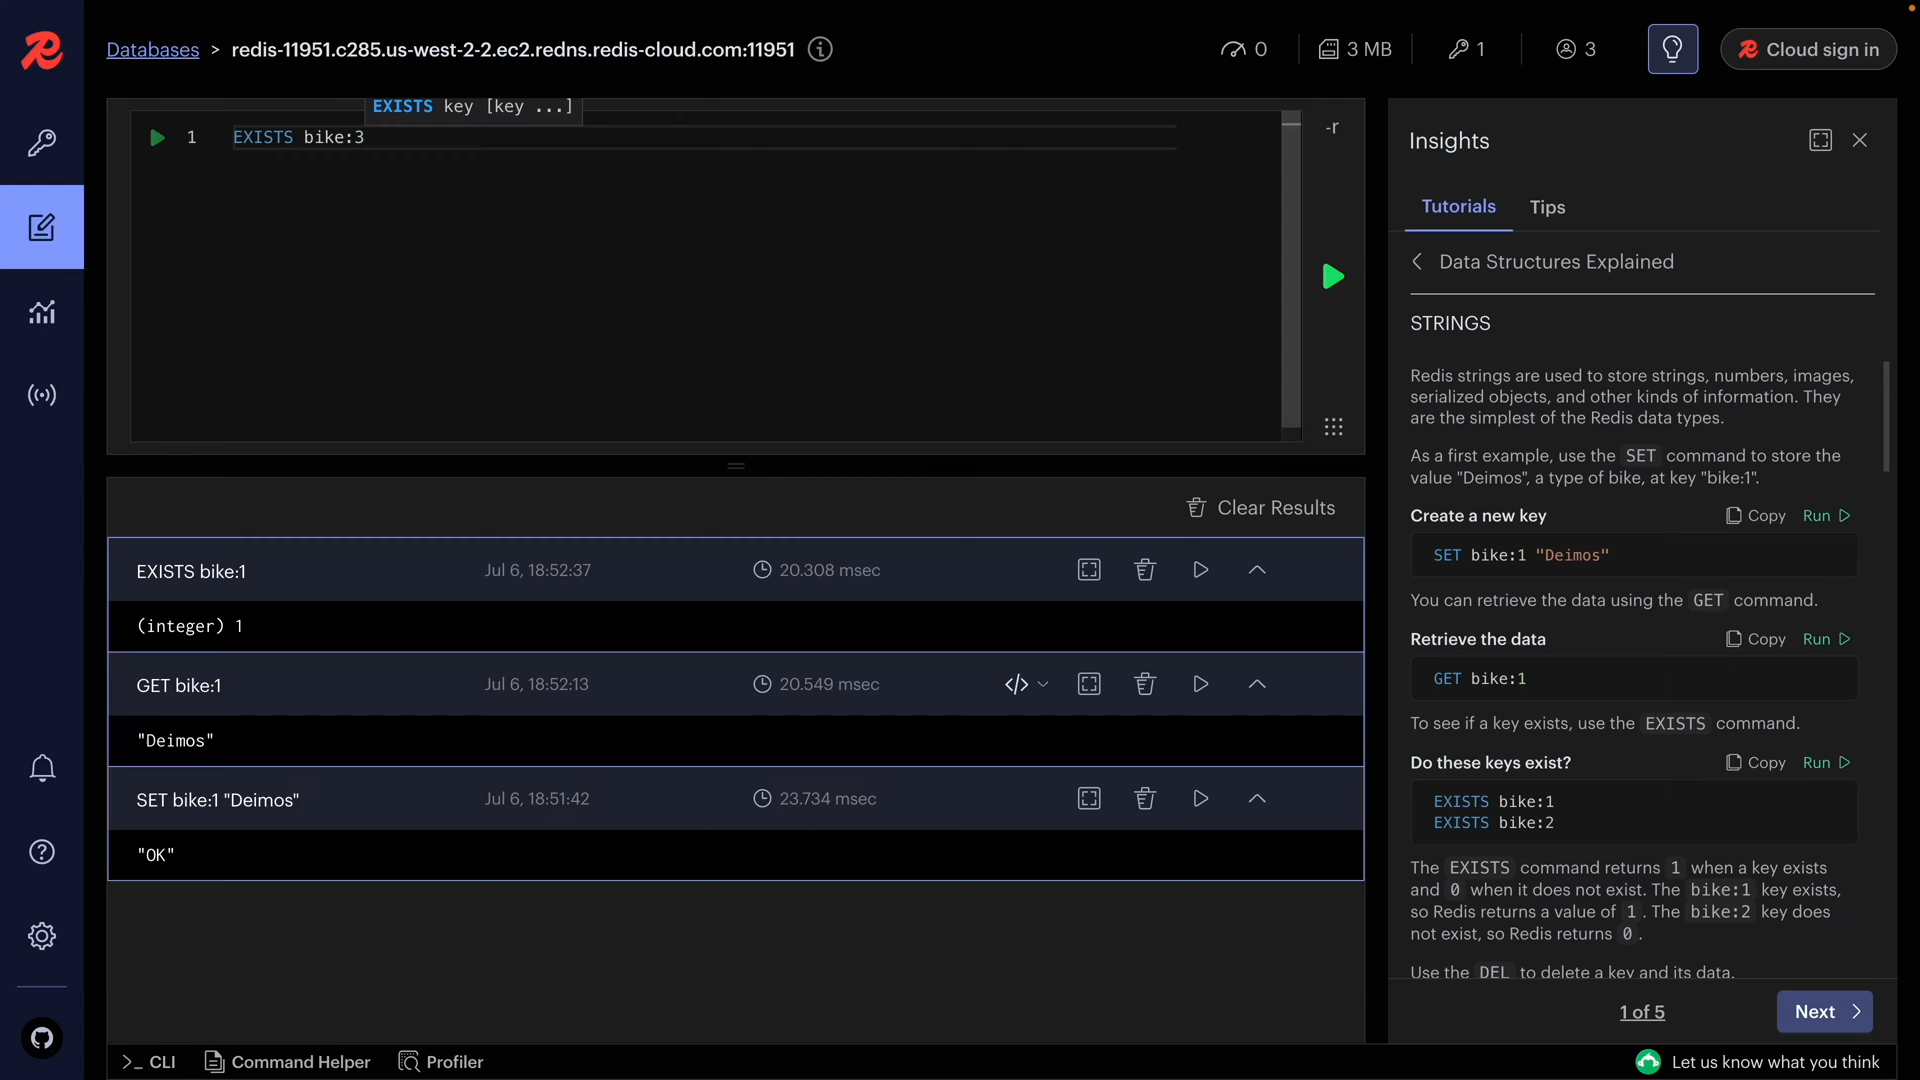 Databases > redis-11951.c285.us-west-2-2.ec2.redns.redis-cloud.com:11951
0
3 MB
1
3
Cloud sign in
EXISTS key [key ...]
1 EXISTS bike:3
-r
Clear Results
EXISTS bike:1 Jul 6, 18:52:37 20.308 msec
(integer) 1
GET bike:1 Jul 6, 18:52:13 20.549 msec
"Deimos"
SET bike:1 "Deimos" Jul 6, 18:51:42 23.734 msec
"OK"
>_ CLI Command Helper Profiler
Insights
Tutorials Tips
Data Structures Explained
STRINGS
Redis strings are used to store strings, numbers, images,
serialized objects, and other kinds of information. They
are the simplest of the Redis data types.
As a first example, use the SET command to store the
value "Deimos", a type of bike, at key "bike:1".
Create a new key Copy Run
SET bike:1 "Deimos"
You can retrieve the data using the GET command.
Retrieve the data Copy Run
GET bike:1
To see if a key exists, use the EXISTS command.
Do these keys exist? Copy Run
EXISTS bike:1
EXISTS bike:2
The EXISTS command returns 1 when a key exists
and 0 when it does not exist. The bike:1 key exists,
so Redis returns a value of 1. The bike:2 key does
not exist, so Redis returns 0.
Use the DEL to delete a key and its data.
1 of 5
Next
Let us know what you think